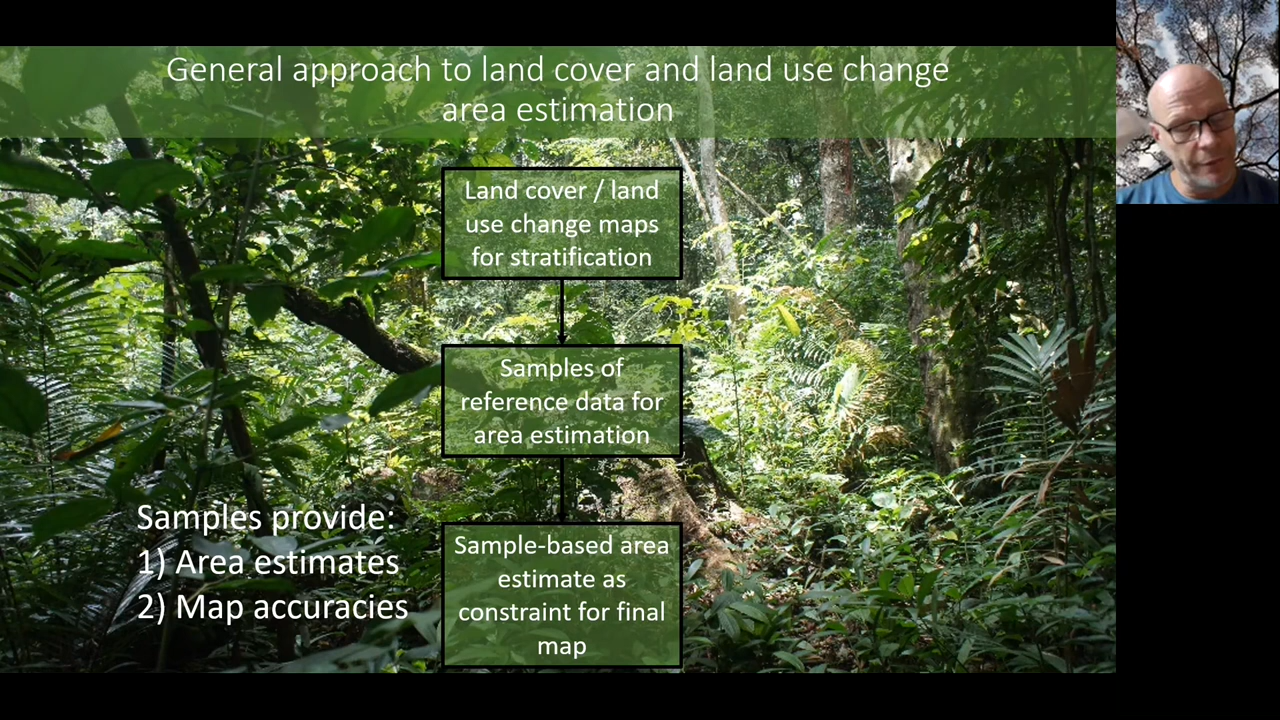 General approach to land cover and land use change
area estimation
Land cover / land
use change maps
for stratification
Samples of
reference data for
area estimation
Samples provide:
1) Area estimates
2) Map accuracies
Sample-based area
estimate as
constraint for final
map